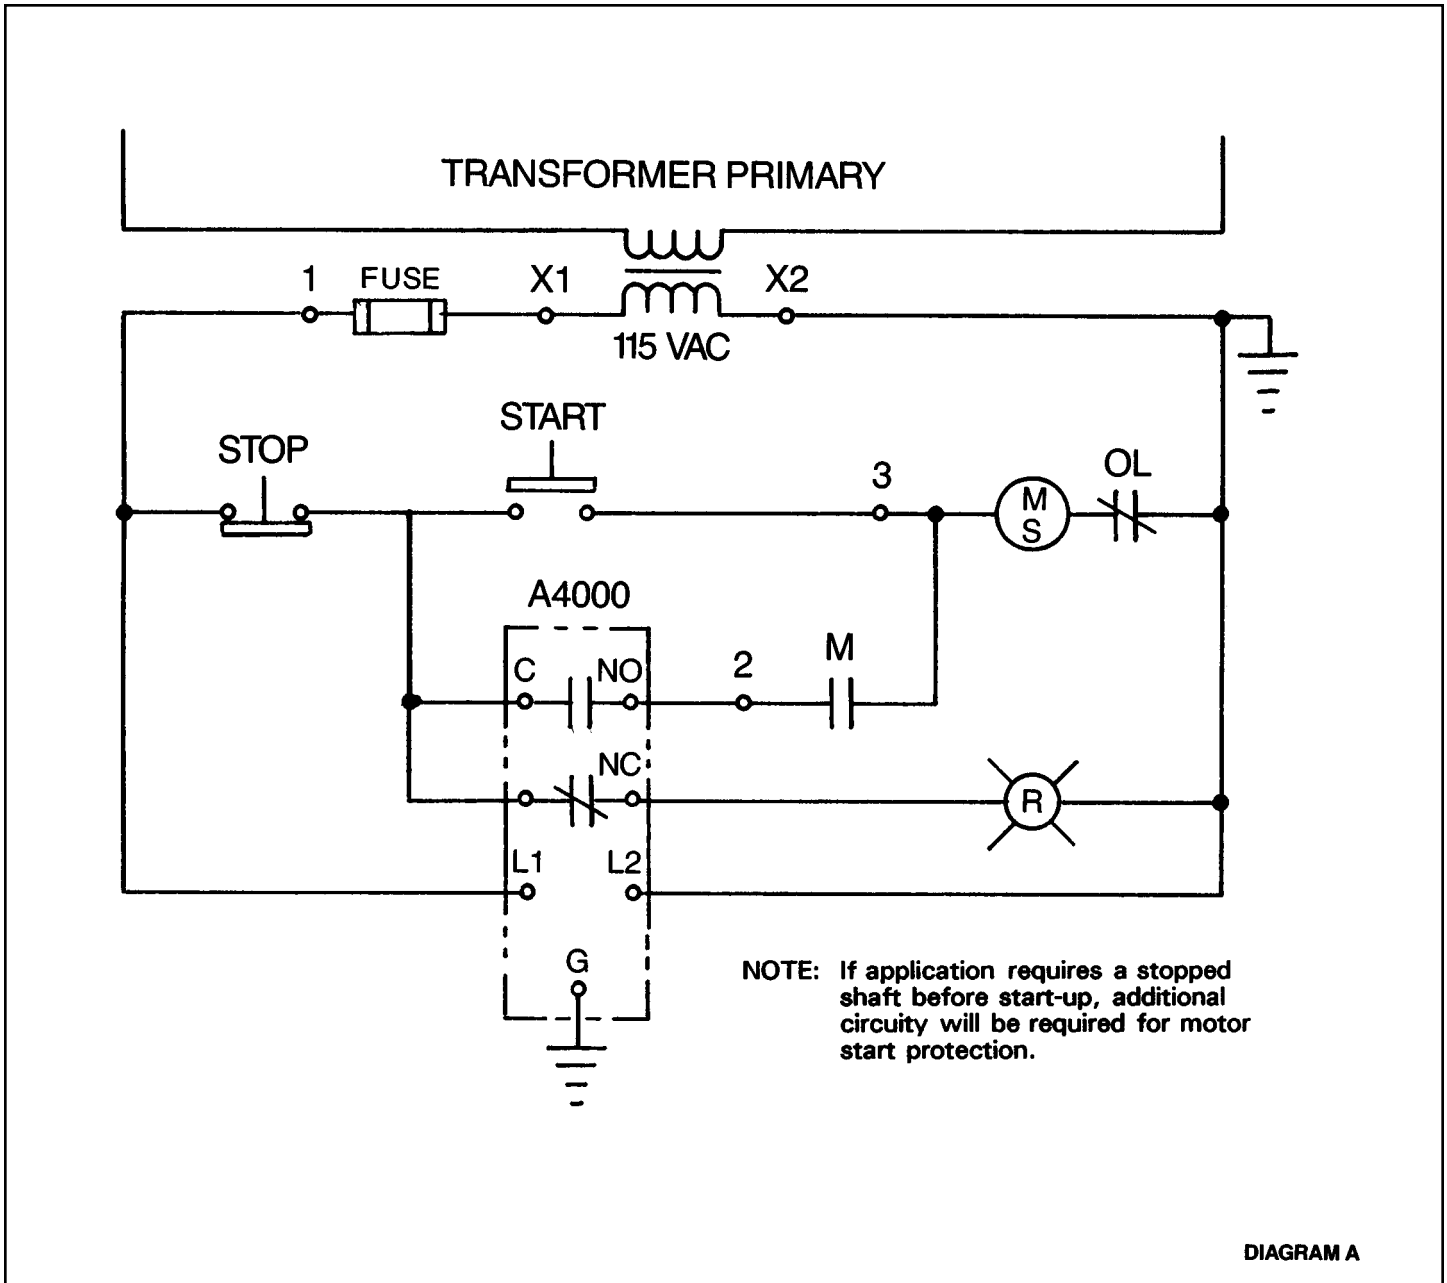 TRANSFORMER PRIMARY
1
FUSE
X1
X2
115 VAC
START
STOP
3
OL
M
S
A4000
C
NO
2
M
NC
R
L1
L2
G
NOTE: If application requires a stopped
shaft before start-up, additional
circuity will be required for motor
start protection.
DIAGRAM A